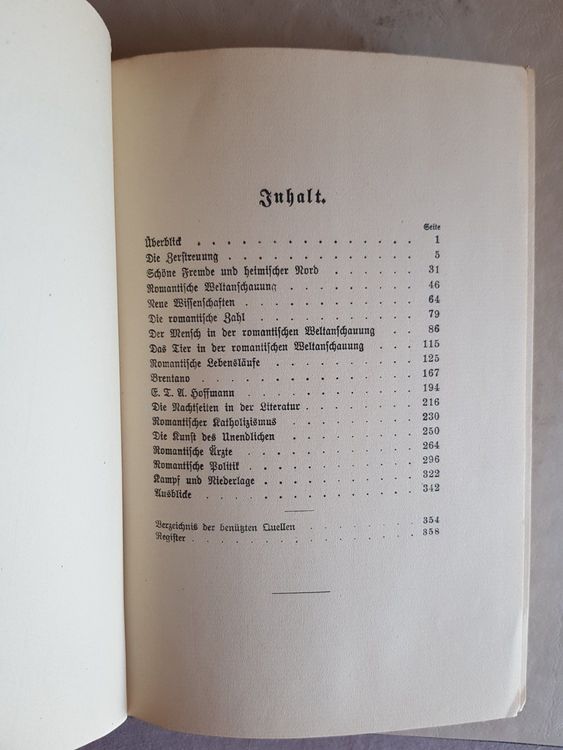 Inhalt.
Seite
Überblick . . . . . . . . . . . . . 1
Die Zerstreuung . . . . . . . . . . . 5
Schöne Fremde und heimischer Nord . . . . . 31
Romantische Weltanschauung . . . . . . . . 46
Neue Wissenschaften . . . . . . . . . . 64
Die romantische Zahl . . . . . . . . . . 79
Der Mensch in der romantischen Weltanschauung . . 86
Das Tier in der romantischen Weltanschauung . . . 115
Romantische Lebensläufe . . . . . . . . . 125
Brentano . . . . . . . . . . . . . 167
E. T. A. Hoffmann . . . . . . . . . . . 194
Die Nachtseiten in der Literatur . . . . . . . 216
Romantischer Katholizismus . . . . . . . . 230
Die Kunst des Unendlichen . . . . . . . . 250
Romantische Ärzte . . . . . . . . . . . 264
Romantische Politik . . . . . . . . . . 296
Kampf und Niederlage . . . . . . . . . . 322
Ausblicke . . . . . . . . . . . . . 342
Verzeichnis der benützten Quellen . . . . . . . 354
Register . . . . . . . . . . . . . . 358